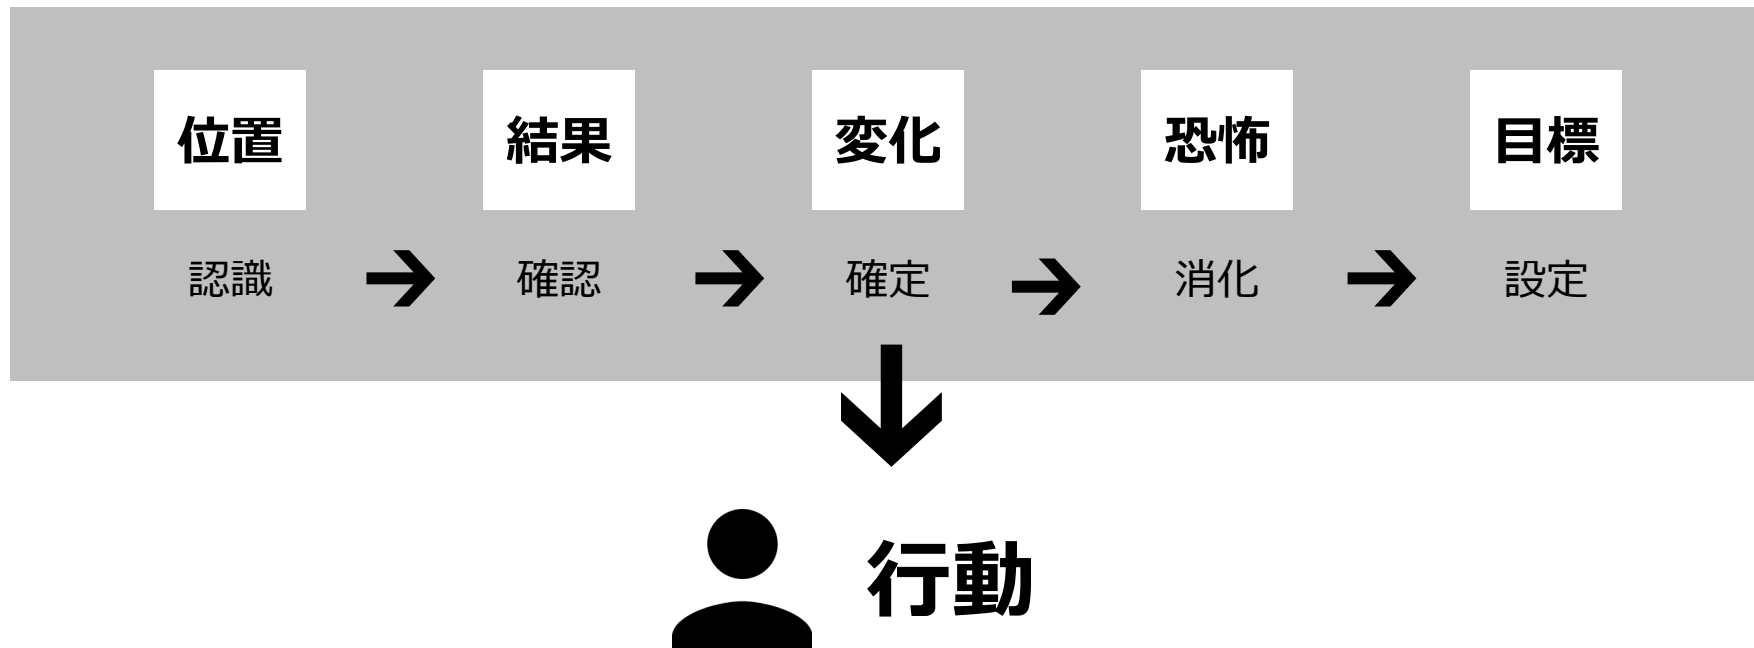 位置 結果 変化 恐怖 目標
認識 確認 確定 消化 設定
行動